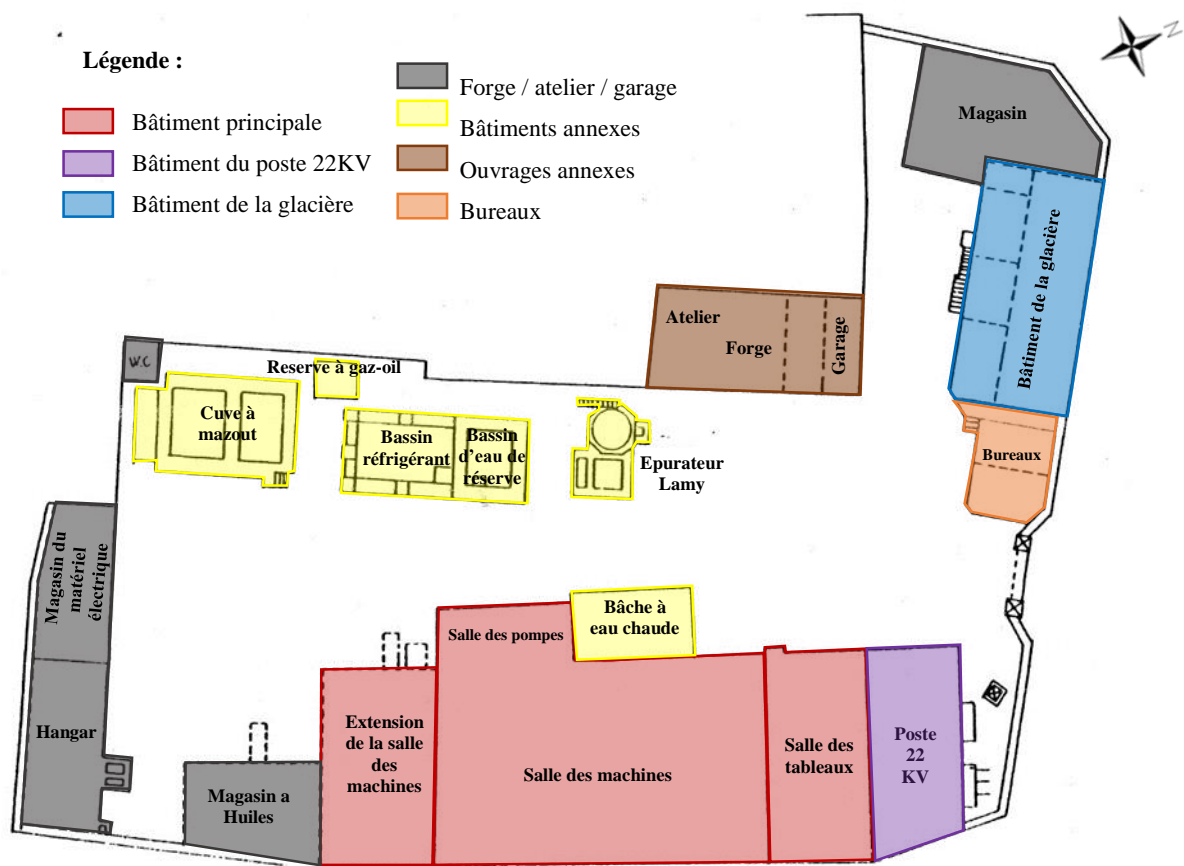 Légende :
Bâtiment principale
Bâtiment du poste 22KV
Bâtiment de la glacière
Forge / atelier / garage
Bâtiments annexes
Ouvrages annexes
Bureaux
N
Magasin
Bâtiment de la glacière
Bureaux
Atelier
Forge
Garage
W.C
Reserve à gaz-oil
Cuve à
mazout
Bassin
réfrigérant
Bassin
d'eau de
réserve
Epurateur
Lamy
Magasin du
matériel
électrique
Hangar
Magasin a
Huiles
Extension
de la salle
des
machines
Salle des pompes
Bâche à
eau chaude
Salle des machines
Salle des
tableaux
Poste
22
KV